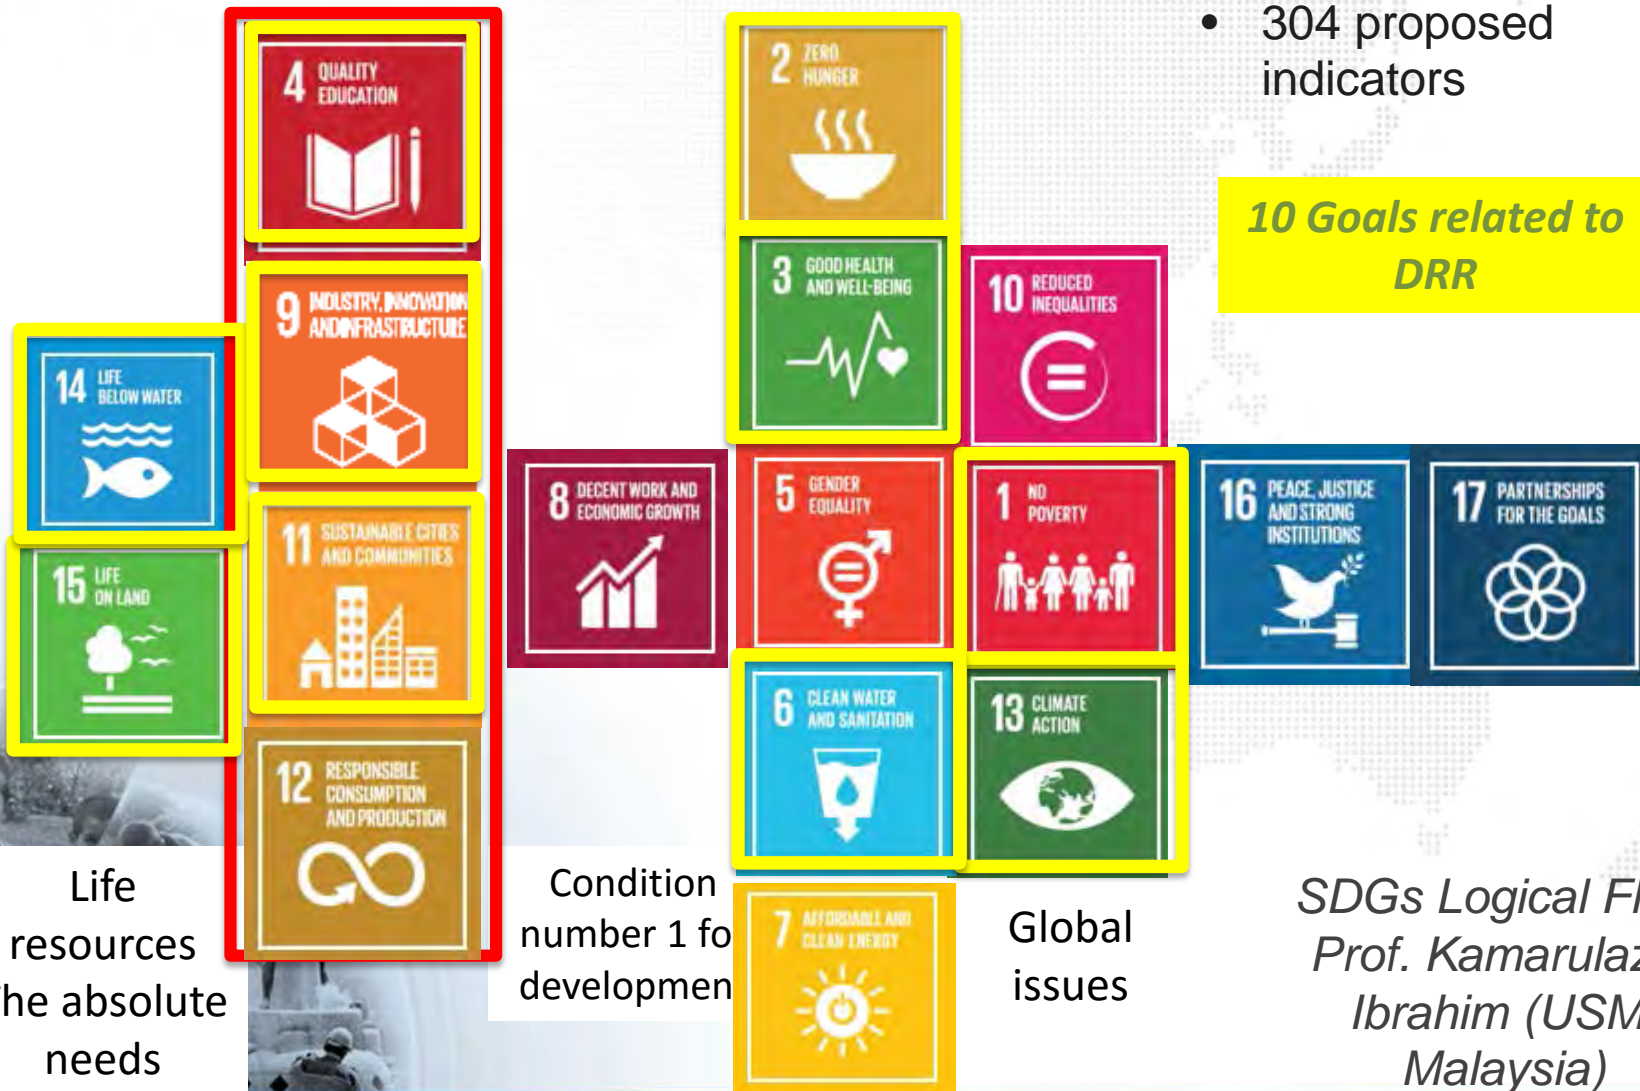 • 304 proposed
indicators
10 Goals related to
DRR
4 QUALITY
EDUCATION
2 ZERO
HUNGER
9 INDUSTRY, INNOVATION
AND INFRASTRUCTURE
3 GOOD HEALTH
AND WELL-BEING
10 REDUCED
INEQUALITIES
14 LIFE
BELOW WATER
11 SUSTAINABLE CITIES
AND COMMUNITIES
8 DECENT WORK AND
ECONOMIC GROWTH
5 GENDER
EQUALITY
1 NO
POVERTY
16 PEACE, JUSTICE
AND STRONG
INSTITUTIONS
17 PARTNERSHIPS
FOR THE GOALS
15 LIFE
ON LAND
12 RESPONSIBLE
CONSUMPTION
AND PRODUCTION
6 CLEAN WATER
AND SANITATION
13 CLIMATE
ACTION
7 AFFORDABLE AND
CLEAN ENERGY
Life
resources
The absolute
needs
Condition
number 1 fo
developmen
Global
issues
SDGs Logical
Prof.
Ibrahim (USM
Malaysia)